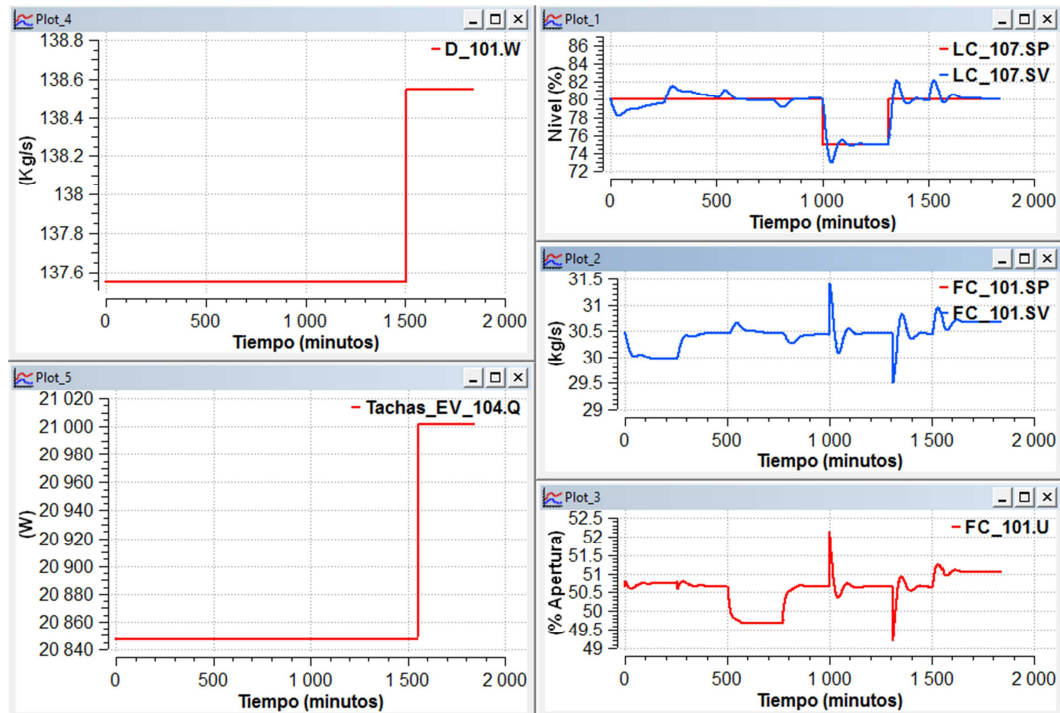 Plot_4
D_101.W
138.8
138.6
138.4
138.2
138
137.8
137.6
(Kg/s)
0 500 1 000 1 500 2 000
Tiempo (minutos)
Plot_5
Tachas_EV_104.Q
21 020
21 000
20 980
20 960
20 940
20 920
20 900
20 880
20 860
20 840
(W)
0 500 1 000 1 500 2 000
Tiempo (minutos)
Plot_1
LC_107.SP
LC_107.SV
86
84
82
80
78
76
74
72
Nivel (%)
0 500 1 000 1 500 2 000
Tiempo (minutos)
Plot_2
FC_101.SP
FC_101.SV
31.5
31
30.5
30
29.5
29
(kg/s)
0 500 1 000 1 500 2 000
Tiempo (minutos)
Plot_3
FC_101.U
52.5
52
51.5
51
50.5
50
49.5
49
(% Apertura)
0 500 1 000 1 500 2 000
Tiempo (minutos)